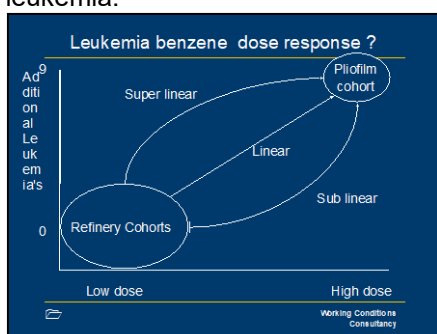 leukemia.
Leukemia benzene dose response ?
Ad
diti
on
al
Le
uk
em
ia's
9
0
Pliofilm
cohort
Super linear
Linear
Sub linear
Refinery Cohorts
Low dose
High dose
Working Conditions
Consultancy